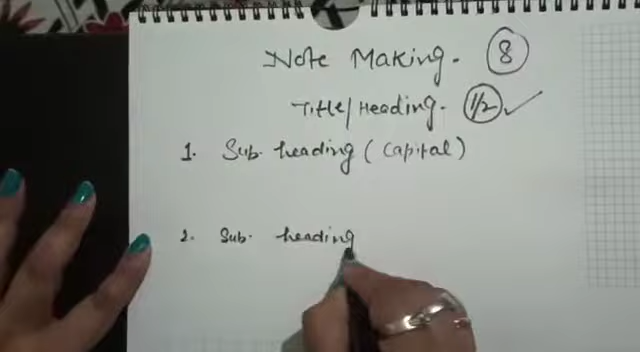 Note Making. 8
Title/Heading. 1/2 ✓
1. Sub. heading (Capital)
2. Sub. heading